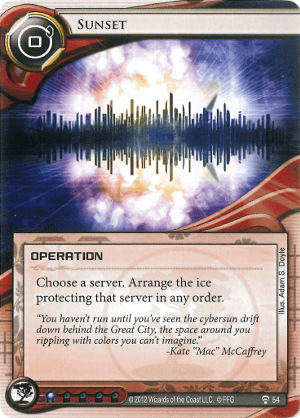 SUNSET
0
OPERATION
Choose a server. Arrange the ice
protecting that server in any order.
“You haven’t run until you’ve seen the cybersun drift
down behind the Great City, the space around you
rippling with colors you can’t imagine.”
-Kate “Mac” McCaffrey
Illus. Adam S. Doyle
©2012 Wizards of the Coast LLC. © FFG
54